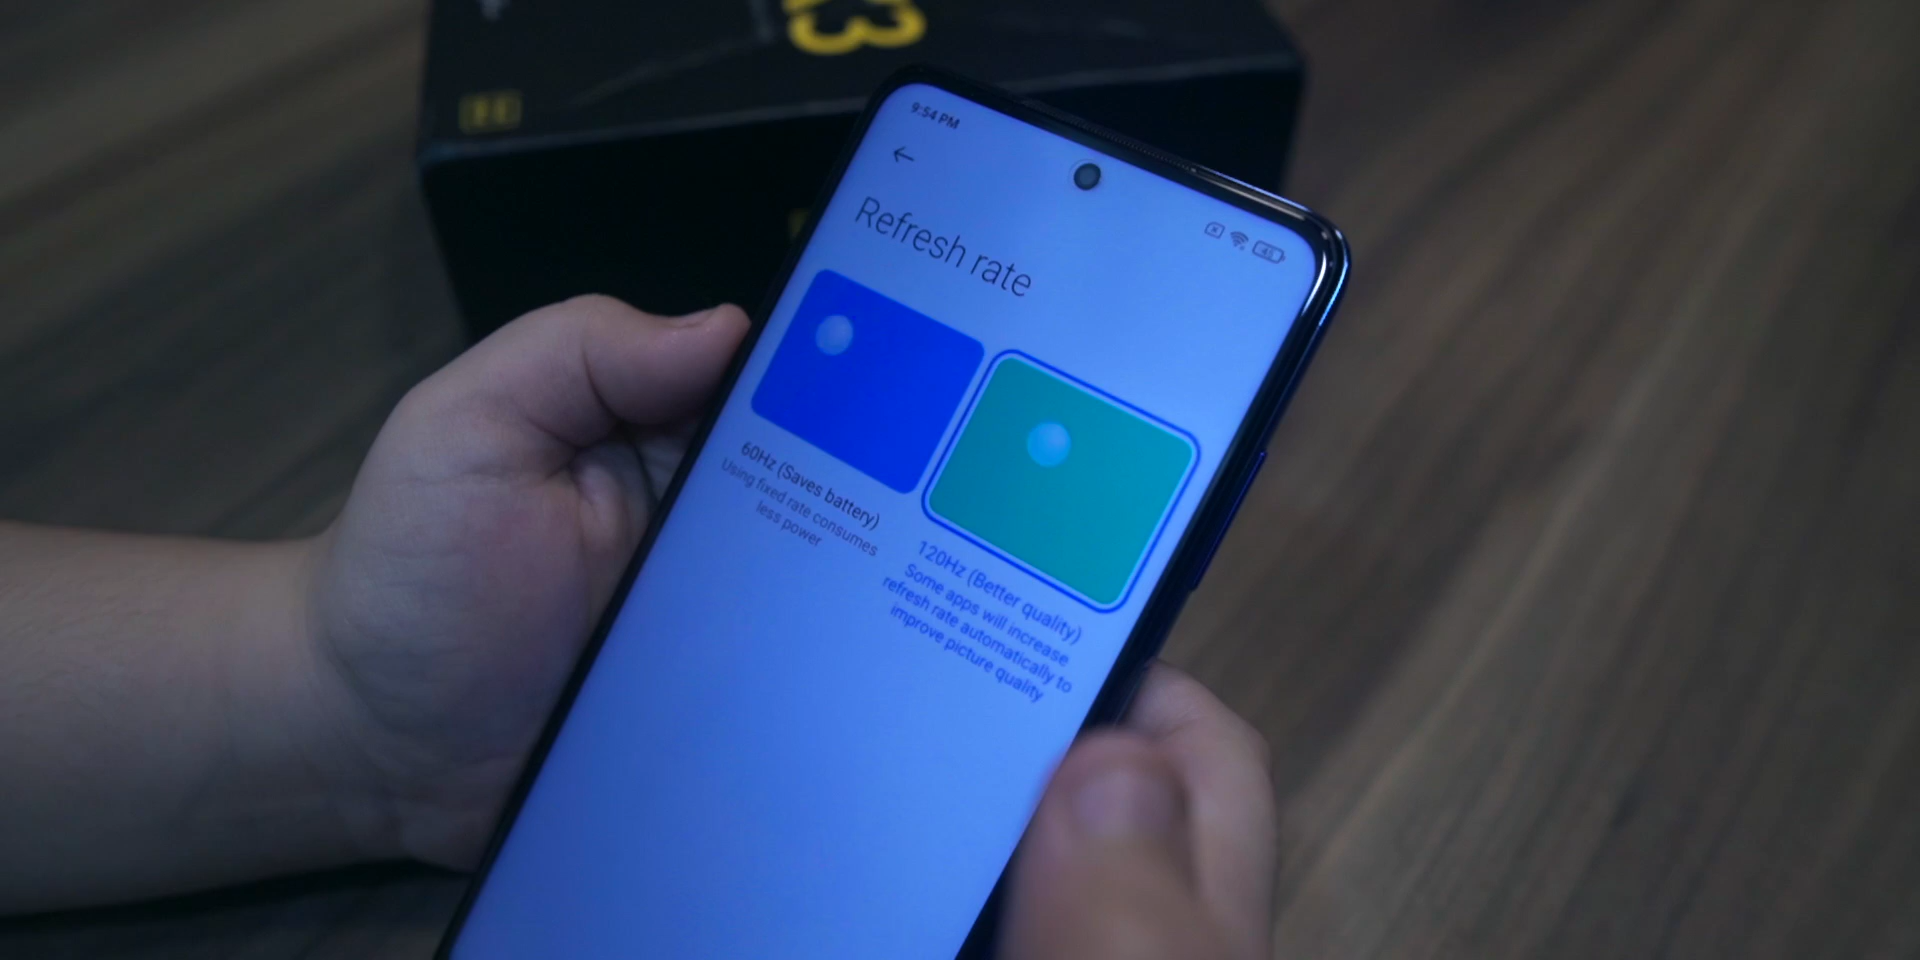 X3
9:54 PM
Refresh rate
60Hz (Saves battery)
Using fixed rate consumes
less power
120Hz (Better quality)
Some apps will increase
refresh rate automatically to
improve picture quality